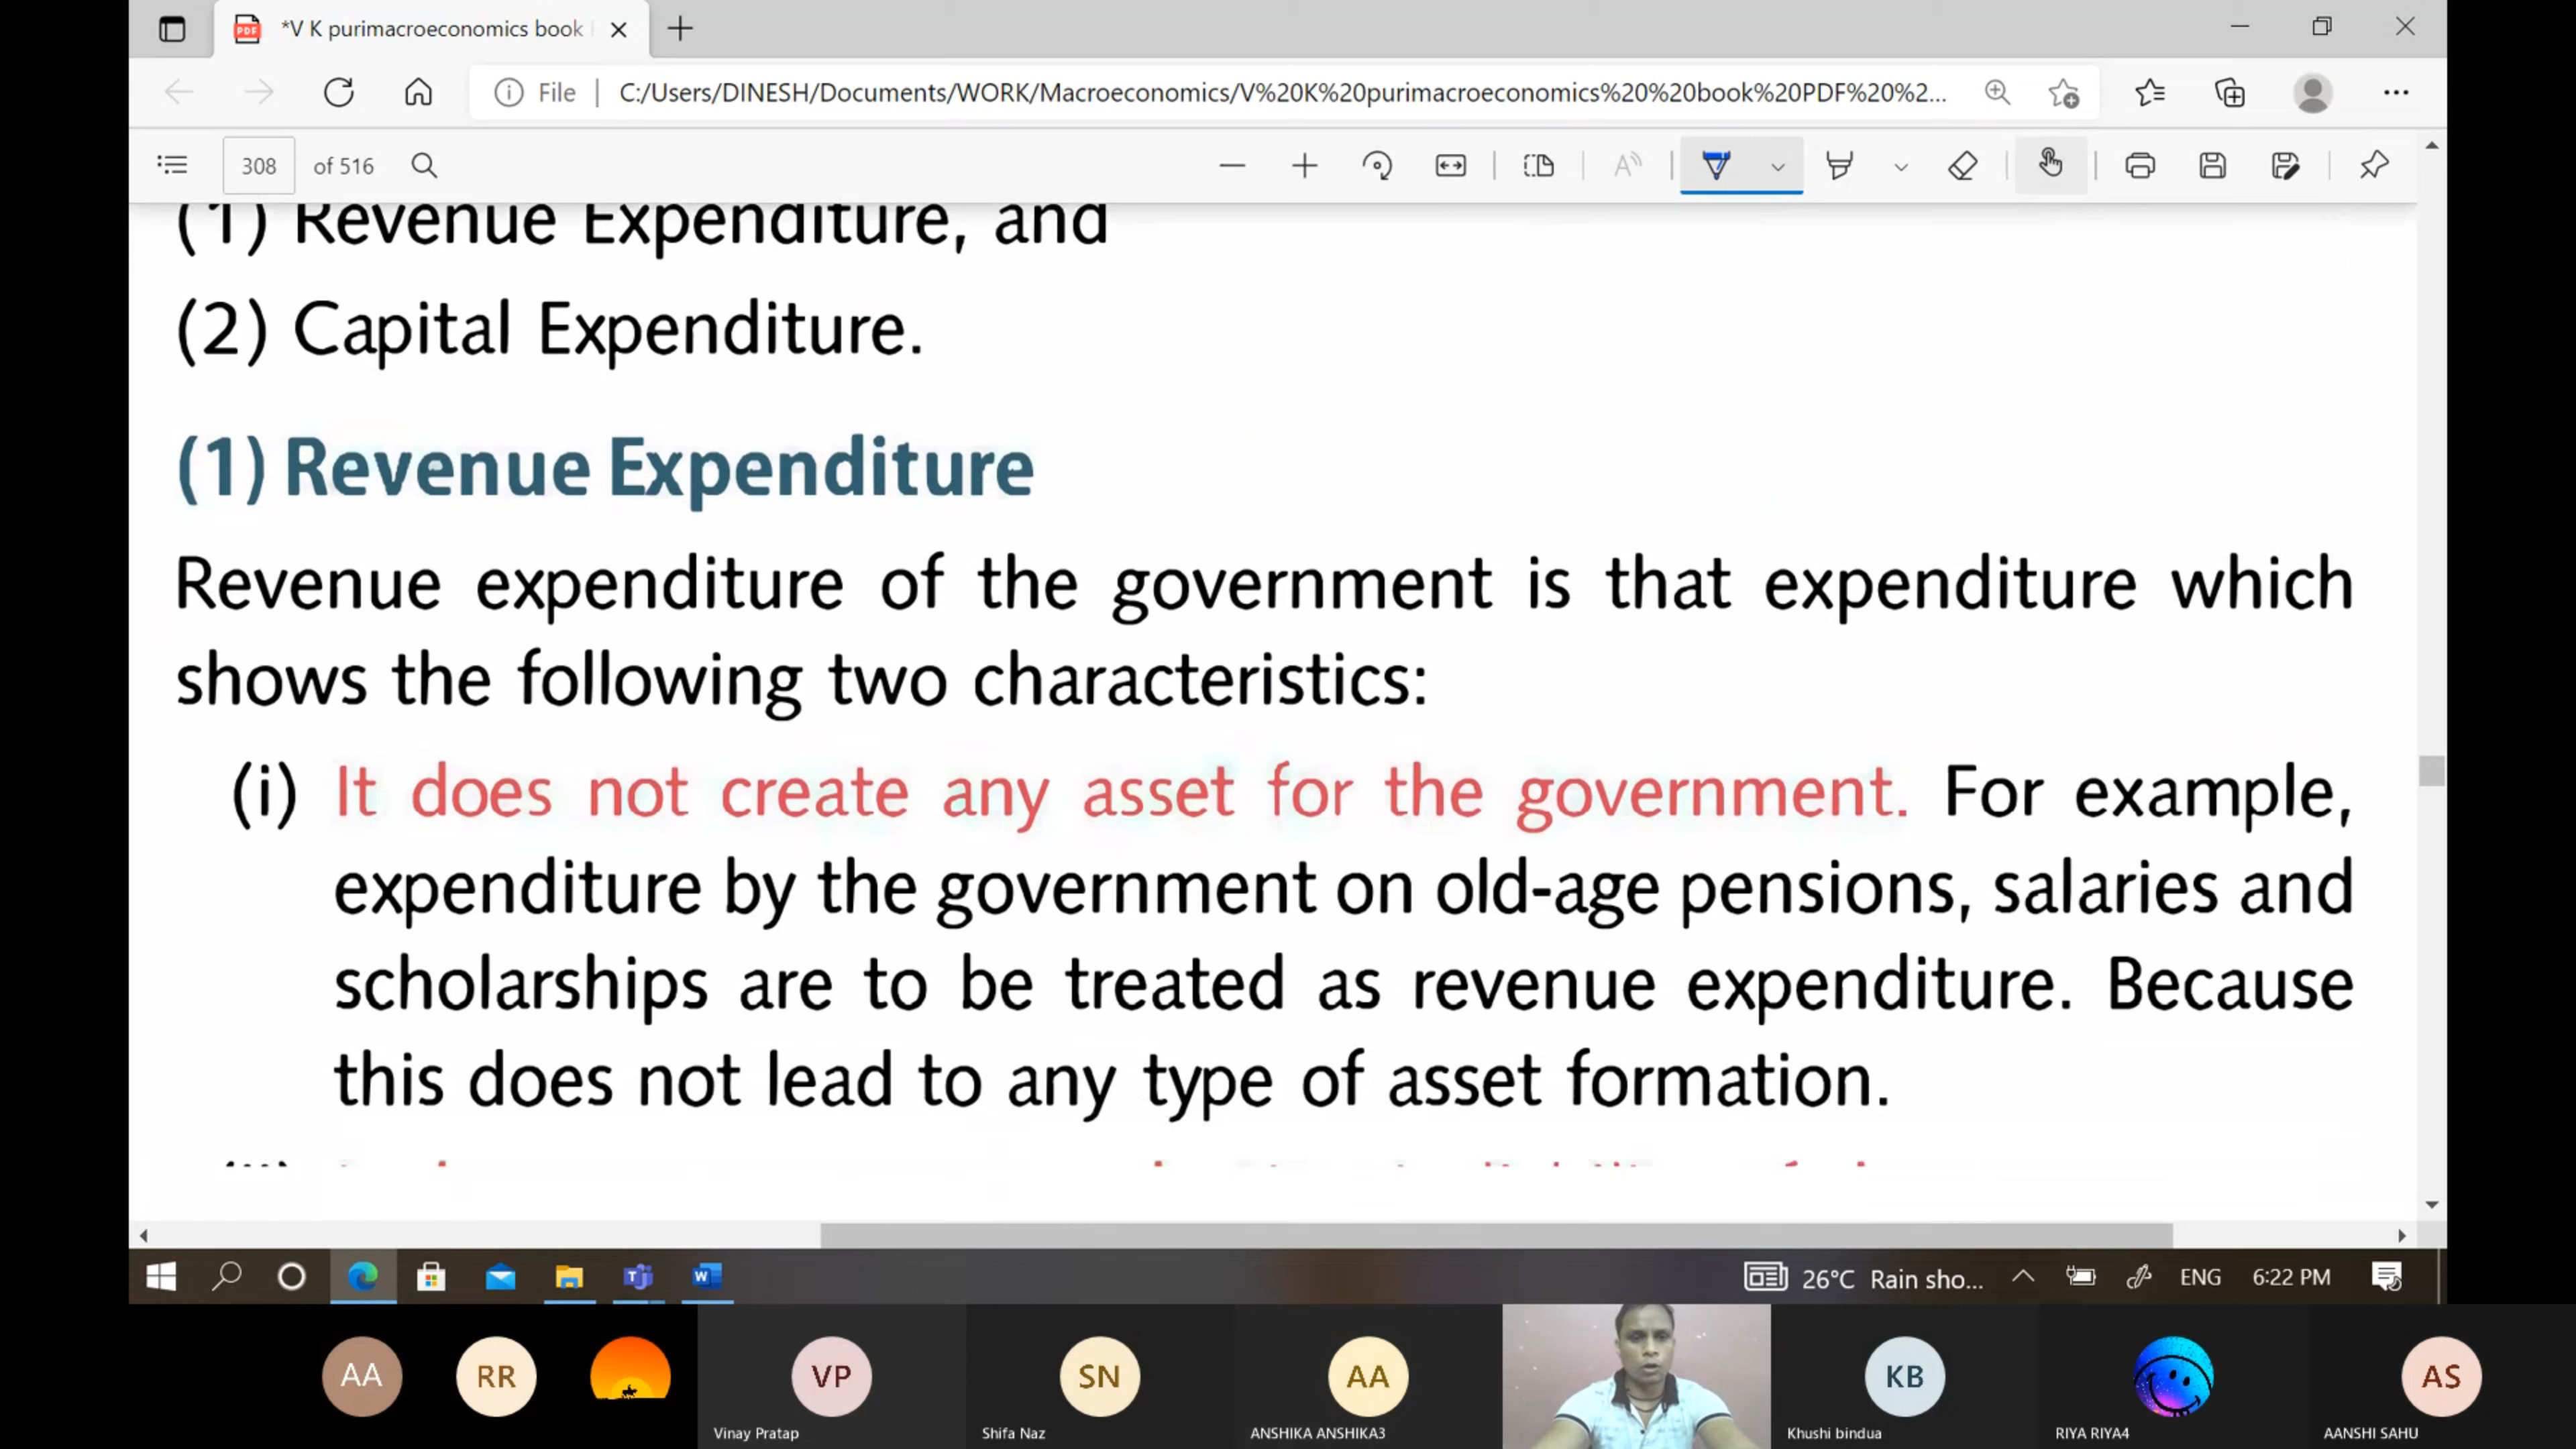 *V K purimacroeconomics book
File
C:/Users/DINESH/Documents/WORK/Macroeconomics/V%20K%20purimacroeconomics%20%20book%20PDF%20%2...
308 of 516
(1) Revenue Expenditure, and
(2) Capital Expenditure.
(1) Revenue Expenditure
Revenue expenditure of the government is that expenditure which
shows the following two characteristics:
(i) It does not create any asset for the government. For example,
expenditure by the government on old-age pensions, salaries and
scholarships are to be treated as revenue expenditure. Because
this does not lead to any type of asset formation.
26°C Rain sho... ENG 6:22 PM
AA RR VP SN AA KB AS
Vinay Pratap Shifa Naz ANSHIKA ANSHIKA3 Khushi bindua RIYA RIYA4 AANSHI SAHU